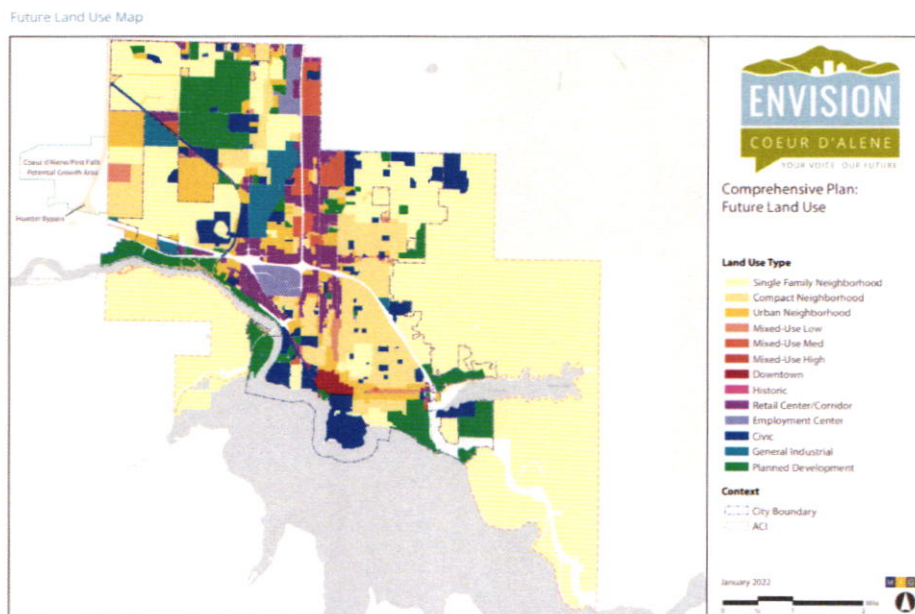 Future Land Use Map
Coeur d'Alene/Post Falls
Potential Growth Area
Huetter Bypass
ENVISION
COEUR D'ALENE
YOUR VOICE · OUR FUTURE
Comprehensive Plan:
Future Land Use
Land Use Type
Single Family Neighborhood
Compact Neighborhood
Urban Neighborhood
Mixed-Use Low
Mixed-Use Med
Mixed-Use High
Downtown
Historic
Retail Center/Corridor
Employment Center
Civic
General Industrial
Planned Development
Context
City Boundary
ACI
January 2022
M I G
Mile